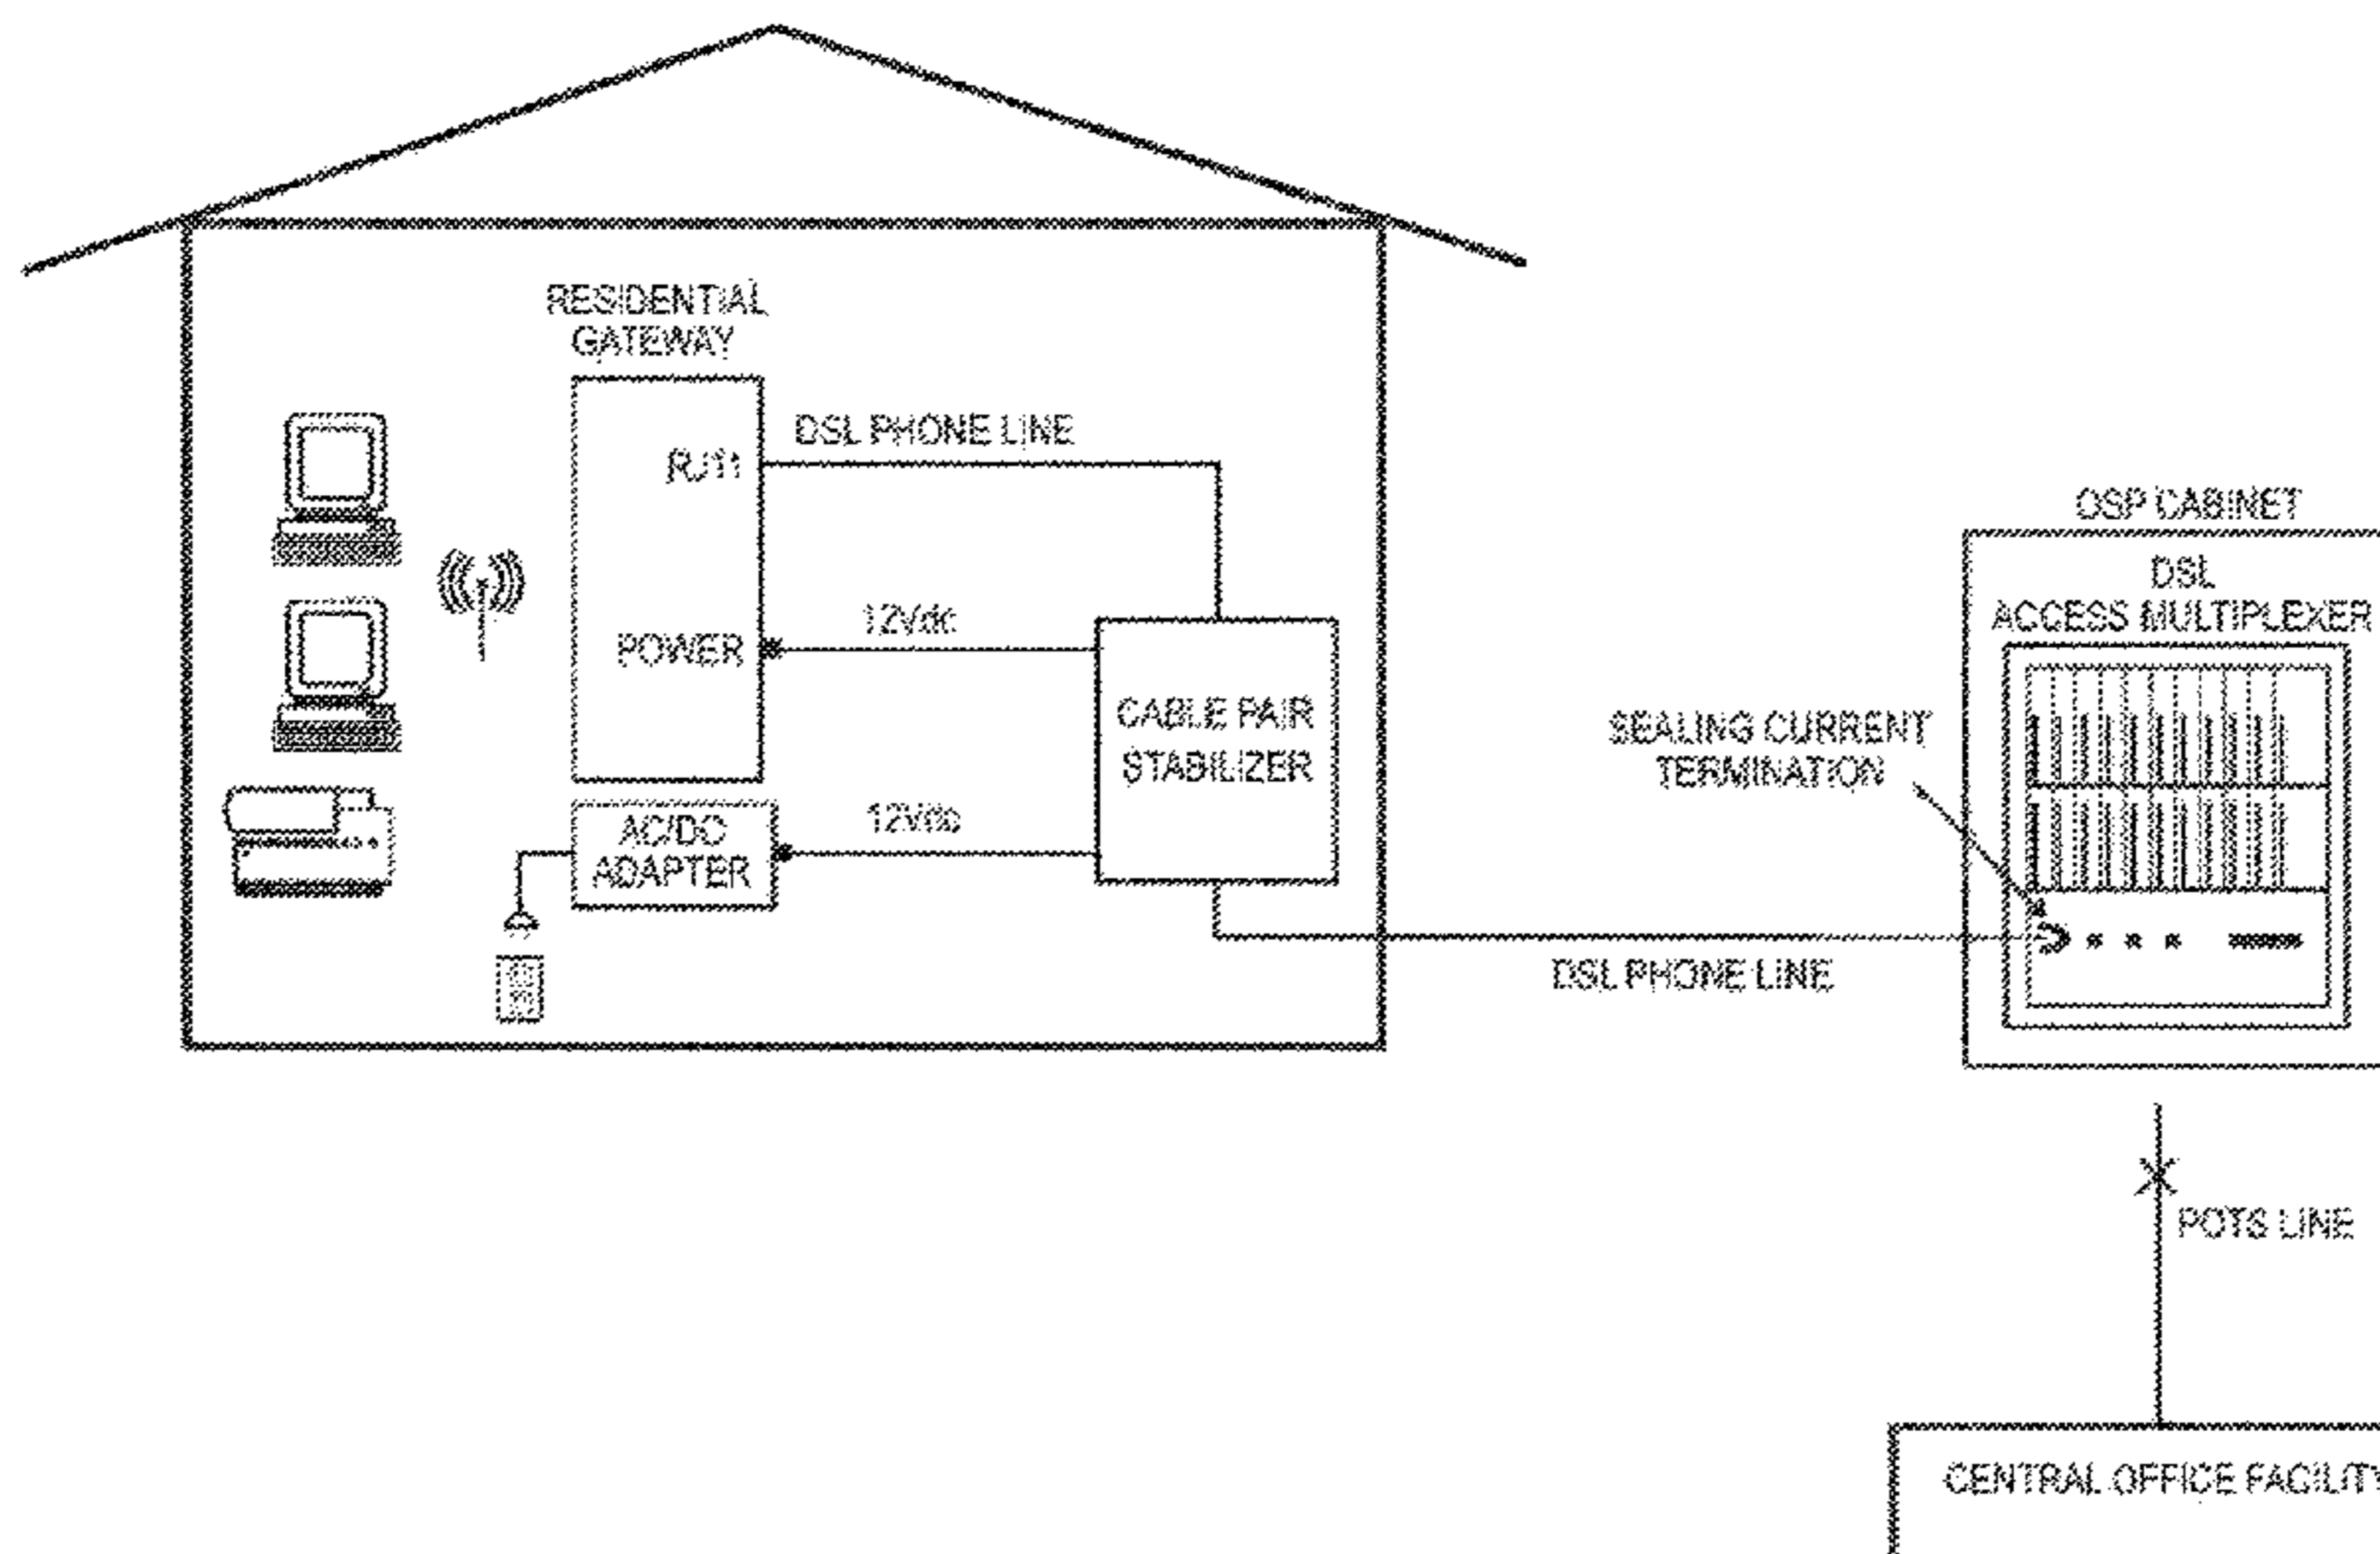 RESIDENTIAL
GATEWAY
DSL PHONE LINE
RJ11
12Vdc
POWER
CABLE PAIR
STABILIZER
12Vdc
AC/DC
ADAPTER
DSL PHONE LINE
SEALING CURRENT
TERMINATION
OSP CABINET
DSL
ACCESS MULTIPLEXER
POTS LINE
CENTRAL OFFICE FACILITY